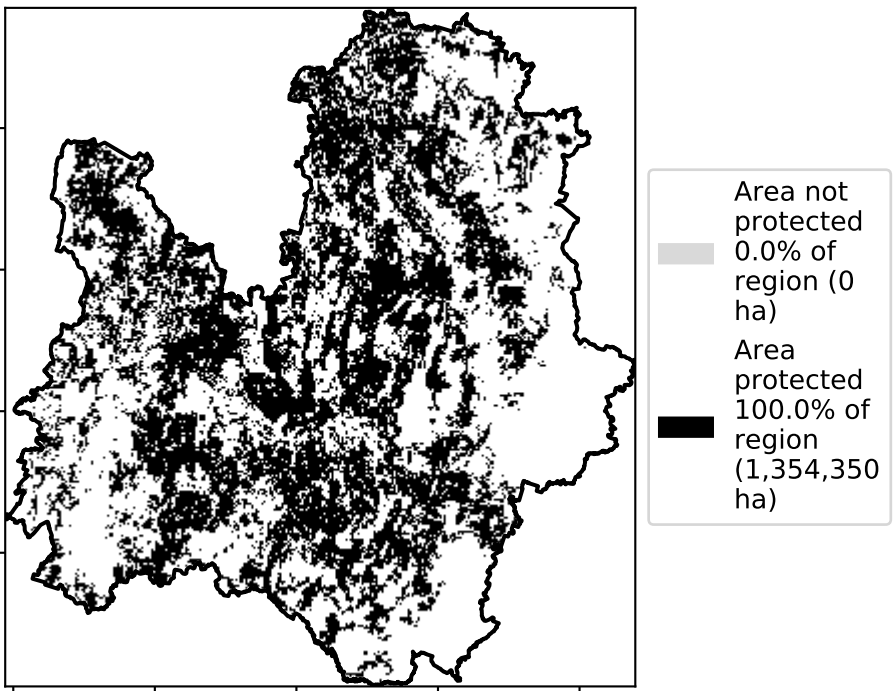 Area not
protected
0.0% of
region (0
ha)
Area
protected
100.0% of
region
(1,354,350
ha)